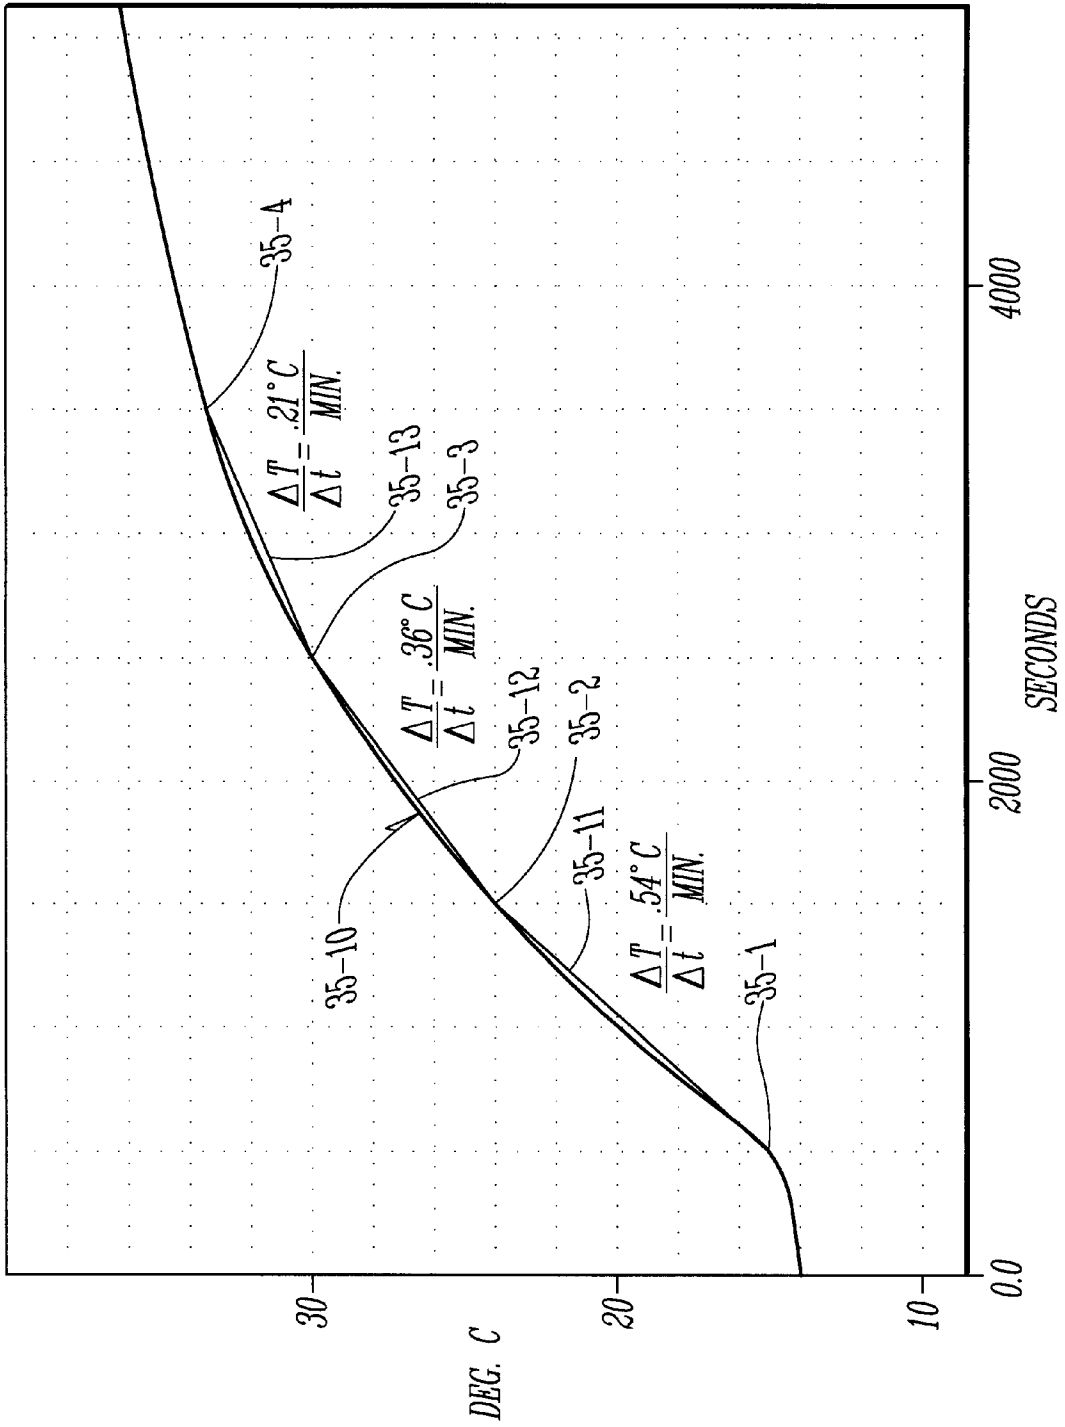 DEG. C
30
20
10
0.0
2000
4000
SECONDS
35-10
35-4
ΔT/Δt = .21° C/MIN.
35-13
35-3
ΔT/Δt = .36° C/MIN.
35-12
35-2
35-11
ΔT/Δt = .54° C/MIN.
35-1